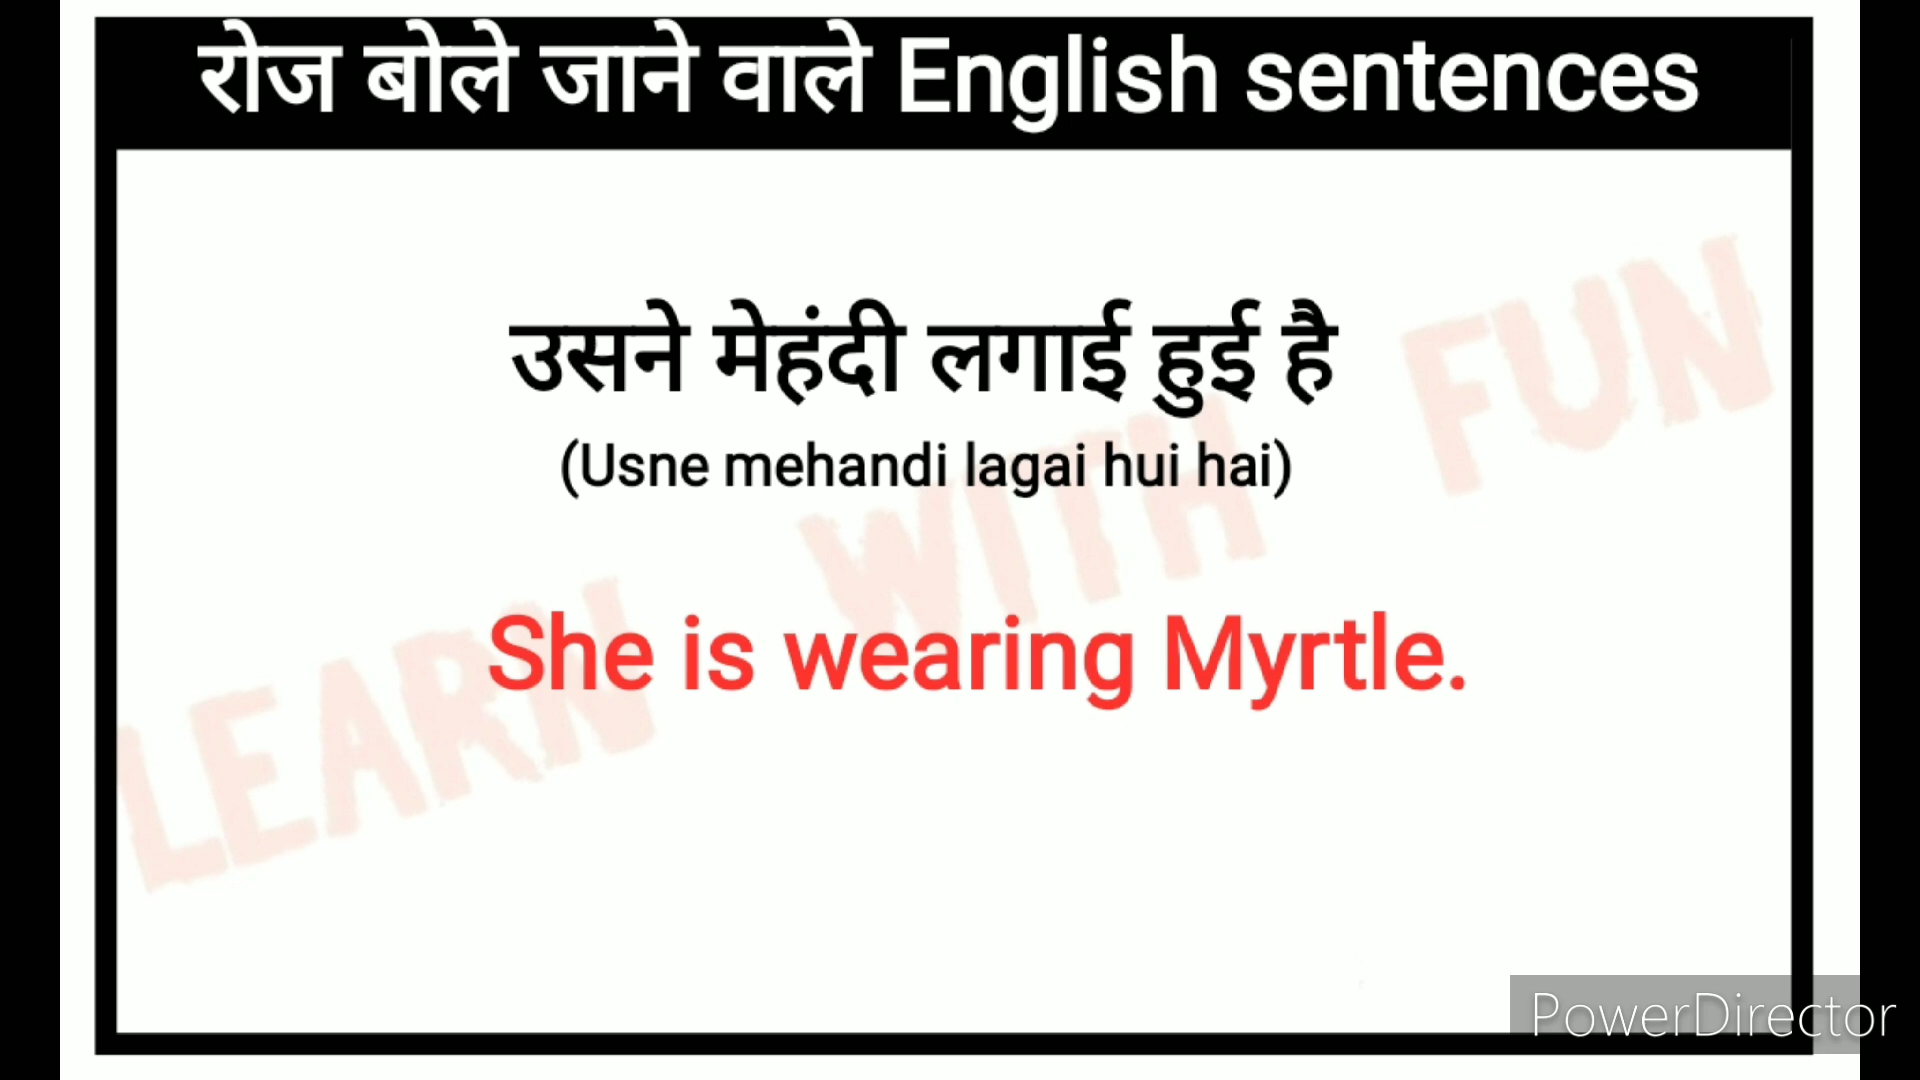 रोज बोले जाने वाले English sentences
उसने मेहंदी लगाई हुई है
(Usne mehandi lagai hui hai)
She is wearing Myrtle.
LEARN WITH FUN
PowerDirector